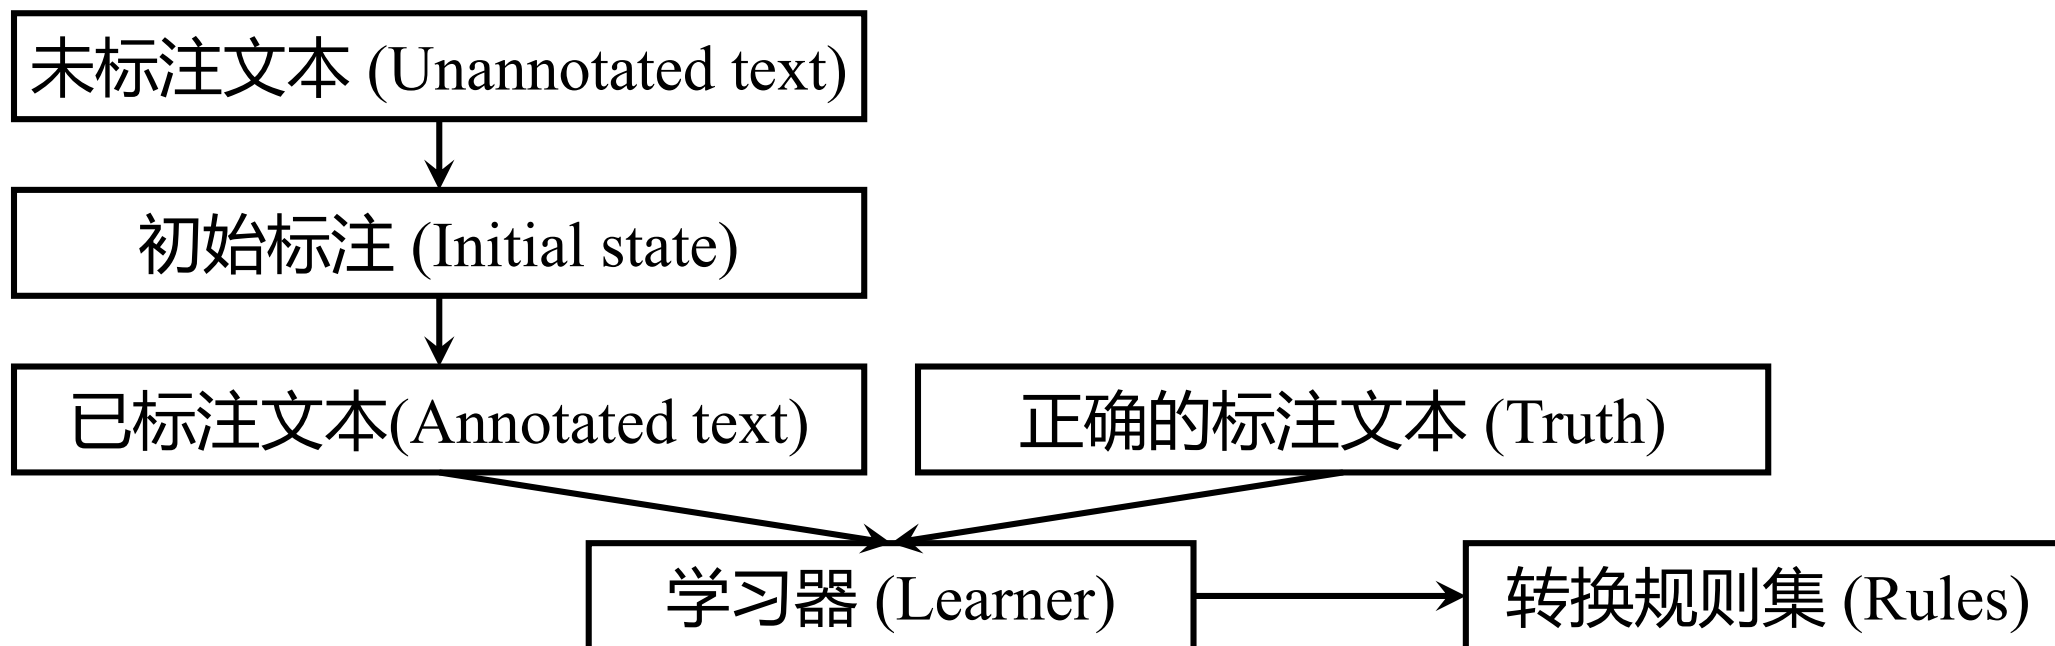 未标注文本 (Unannotated text)
初始标注 (Initial state)
已标注文本(Annotated text)
正确的标注文本 (Truth)
学习器 (Learner)
转换规则集 (Rules)